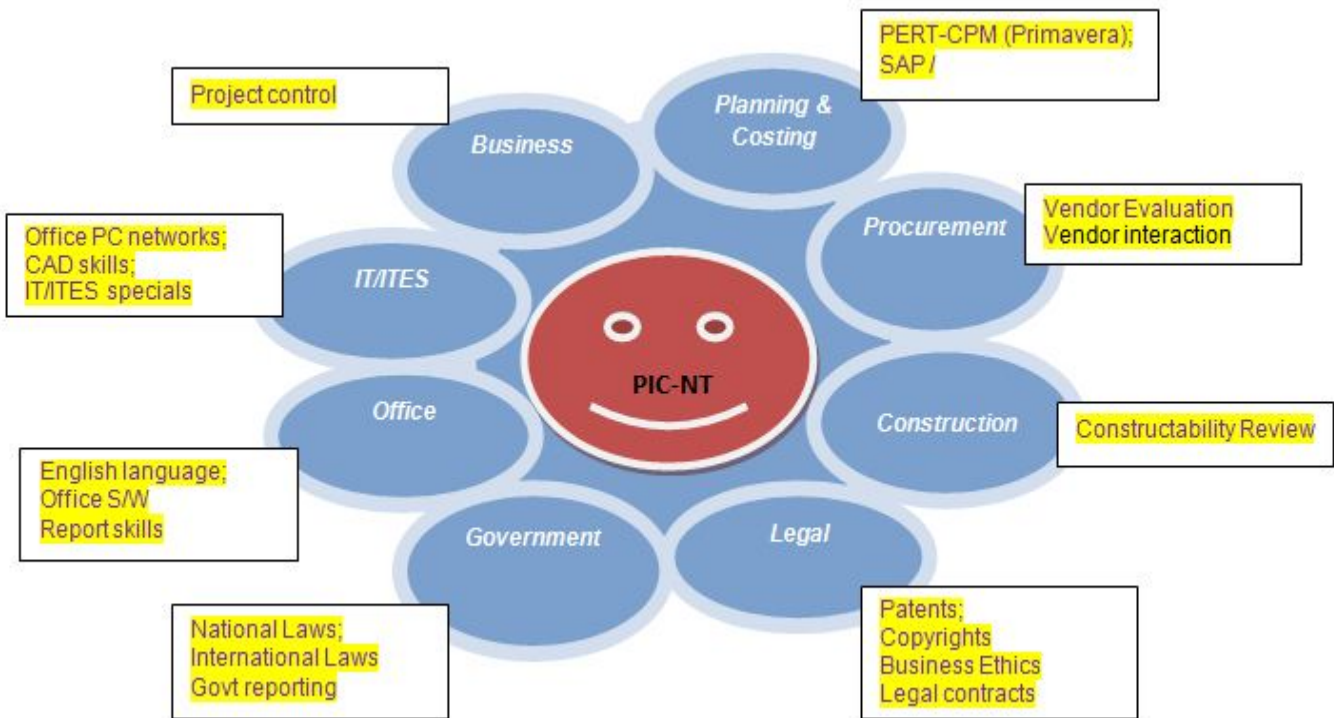 PERT-CPM (Primavera);
SAP /
Project control
Planning &
Costing
Business
Vendor Evaluation
Vendor interaction
Procurement
Office PC networks;
CAD skills;
IT/ITES specials
IT/ITES
PIC-NT
Office
Construction
Constructability Review
English language;
Office S/W
Report skills
Government
Legal
National Laws;
International Laws
Govt reporting
Patents;
Copyrights
Business Ethics
Legal contracts